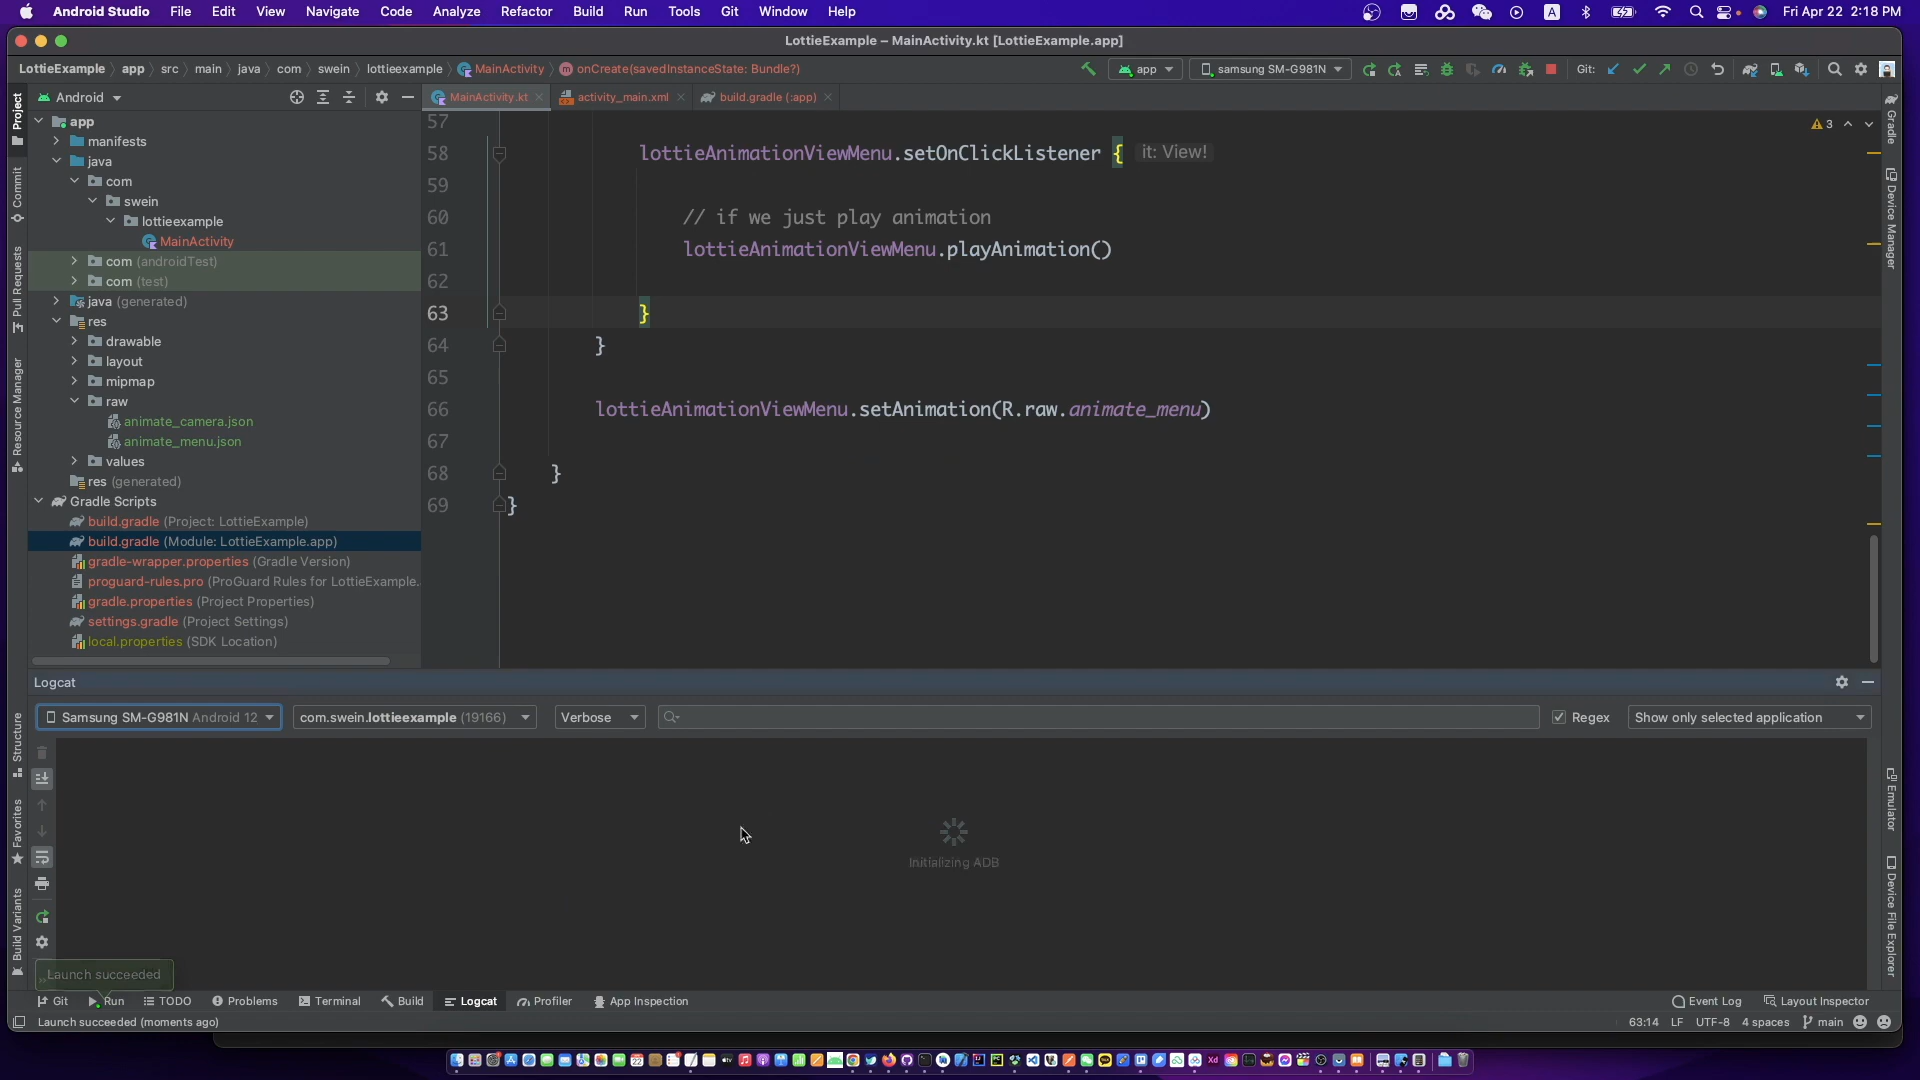 Android Studio File Edit View Navigate Code Analyze Refactor Build Run Tools Git Window Help A Fri Apr 22 2:18 PM
LottieExample – MainActivity.kt [LottieExample.app]
LottieExample app src main java com swein lottieexample MainActivity onCreate(savedInstanceState: Bundle?) app samsung SM-G981N Git:
Project
Commit
Pull Requests
Resource Manager
Structure
Favorites
Build Variants
Android
app
manifests
java
com
swein
lottieexample
MainActivity
com (androidTest)
com (test)
java (generated)
res
drawable
layout
mipmap
raw
animate_camera.json
animate_menu.json
values
res (generated)
Gradle Scripts
build.gradle (Project: LottieExample)
build.gradle (Module: LottieExample.app)
gradle-wrapper.properties (Gradle Version)
proguard-rules.pro (ProGuard Rules for LottieExample.
gradle.properties (Project Properties)
settings.gradle (Project Settings)
local.properties (SDK Location)
MainActivity.kt activity_main.xml build.gradle (:app)
3
57
58 lottieAnimationViewMenu.setOnClickListener { it: View!
59
60 // if we just play animation
61 lottieAnimationViewMenu.playAnimation()
62
63 }
64 }
65
66 lottieAnimationViewMenu.setAnimation(R.raw.animate_menu)
67
68 }
69 }
Gradle
Device Manager
Emulator
Device File Explorer
Logcat
Samsung SM-G981N Android 12 com.swein.lottieexample (19166) Verbose Regex Show only selected application
Initializing ADB
Launch succeeded
Git Run TODO Problems Terminal Build Logcat Profiler App Inspection Event Log Layout Inspector
Launch succeeded (moments ago) 63:14 LF UTF-8 4 spaces main